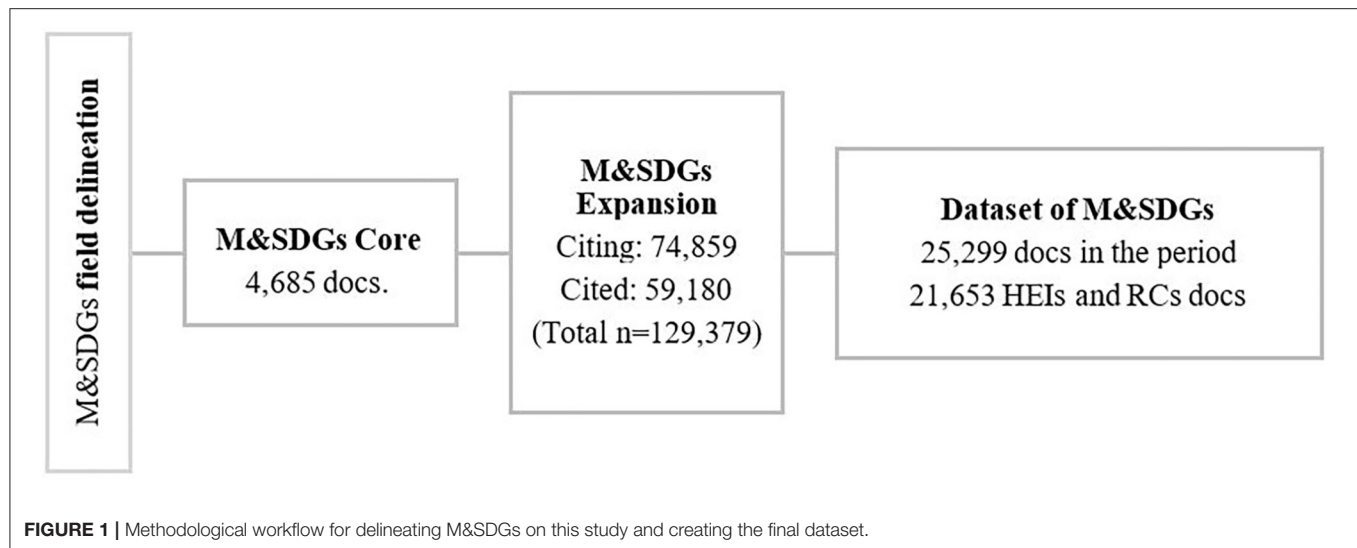 M&SDGs field delineation
M&SDGs Core
4,685 docs.
M&SDGs
Expansion
Citing: 74,859
Cited: 59,180
(Total n=129,379)
Dataset of M&SDGs
25,299 docs in the period
21,653 HEIs and RCs docs
FIGURE 1 | Methodological workflow for delineating M&SDGs on this study and creating the final dataset.